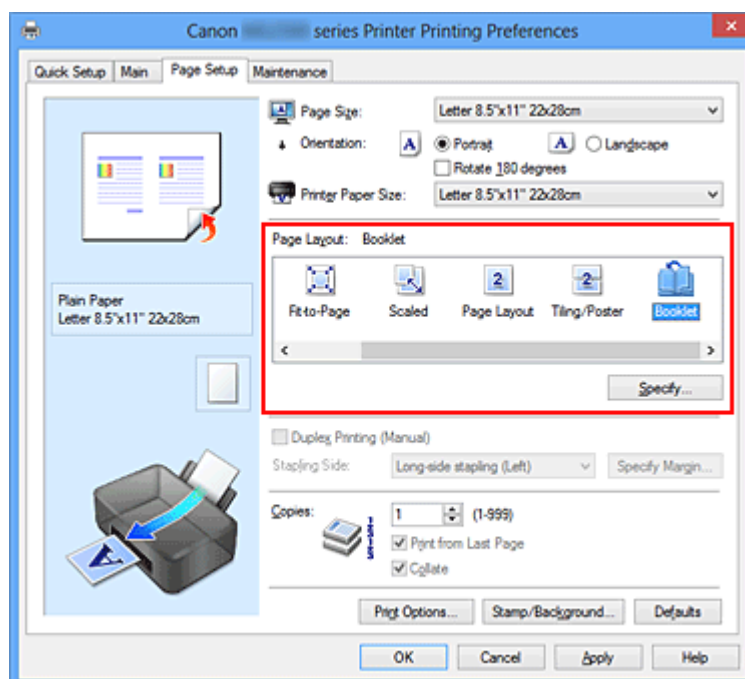 Canon series Printer Printing Preferences
Quick Setup Main Page Setup Maintenance
Page Size: Letter 8.5"x11" 22x28cm
Orientation: A Portrait A Landscape
Rotate 180 degrees
Printer Paper Size: Letter 8.5"x11" 22x28cm
Page Layout: Booklet
2 2
Fit-to-Page Scaled Page Layout Tiling/Poster Booklet
Specify...
Plain Paper
Letter 8.5"x11" 22x28cm
Duplex Printing (Manual)
Stapling Side: Long-side stapling (Left) Specify Margin...
Copies: 1 (1-999)
Print from Last Page
Collate
A
Print Options... Stamp/Background... Defaults
OK Cancel Apply Help